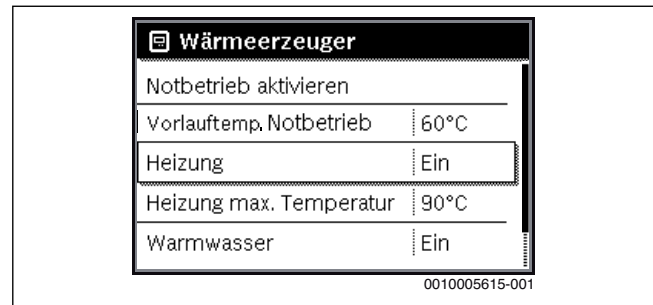 Wärmeerzeuger
Notbetrieb aktivieren
Vorlauftemp. Notbetrieb 60°C
Heizung Ein
Heizung max. Temperatur 90°C
Warmwasser Ein
0010005615-001